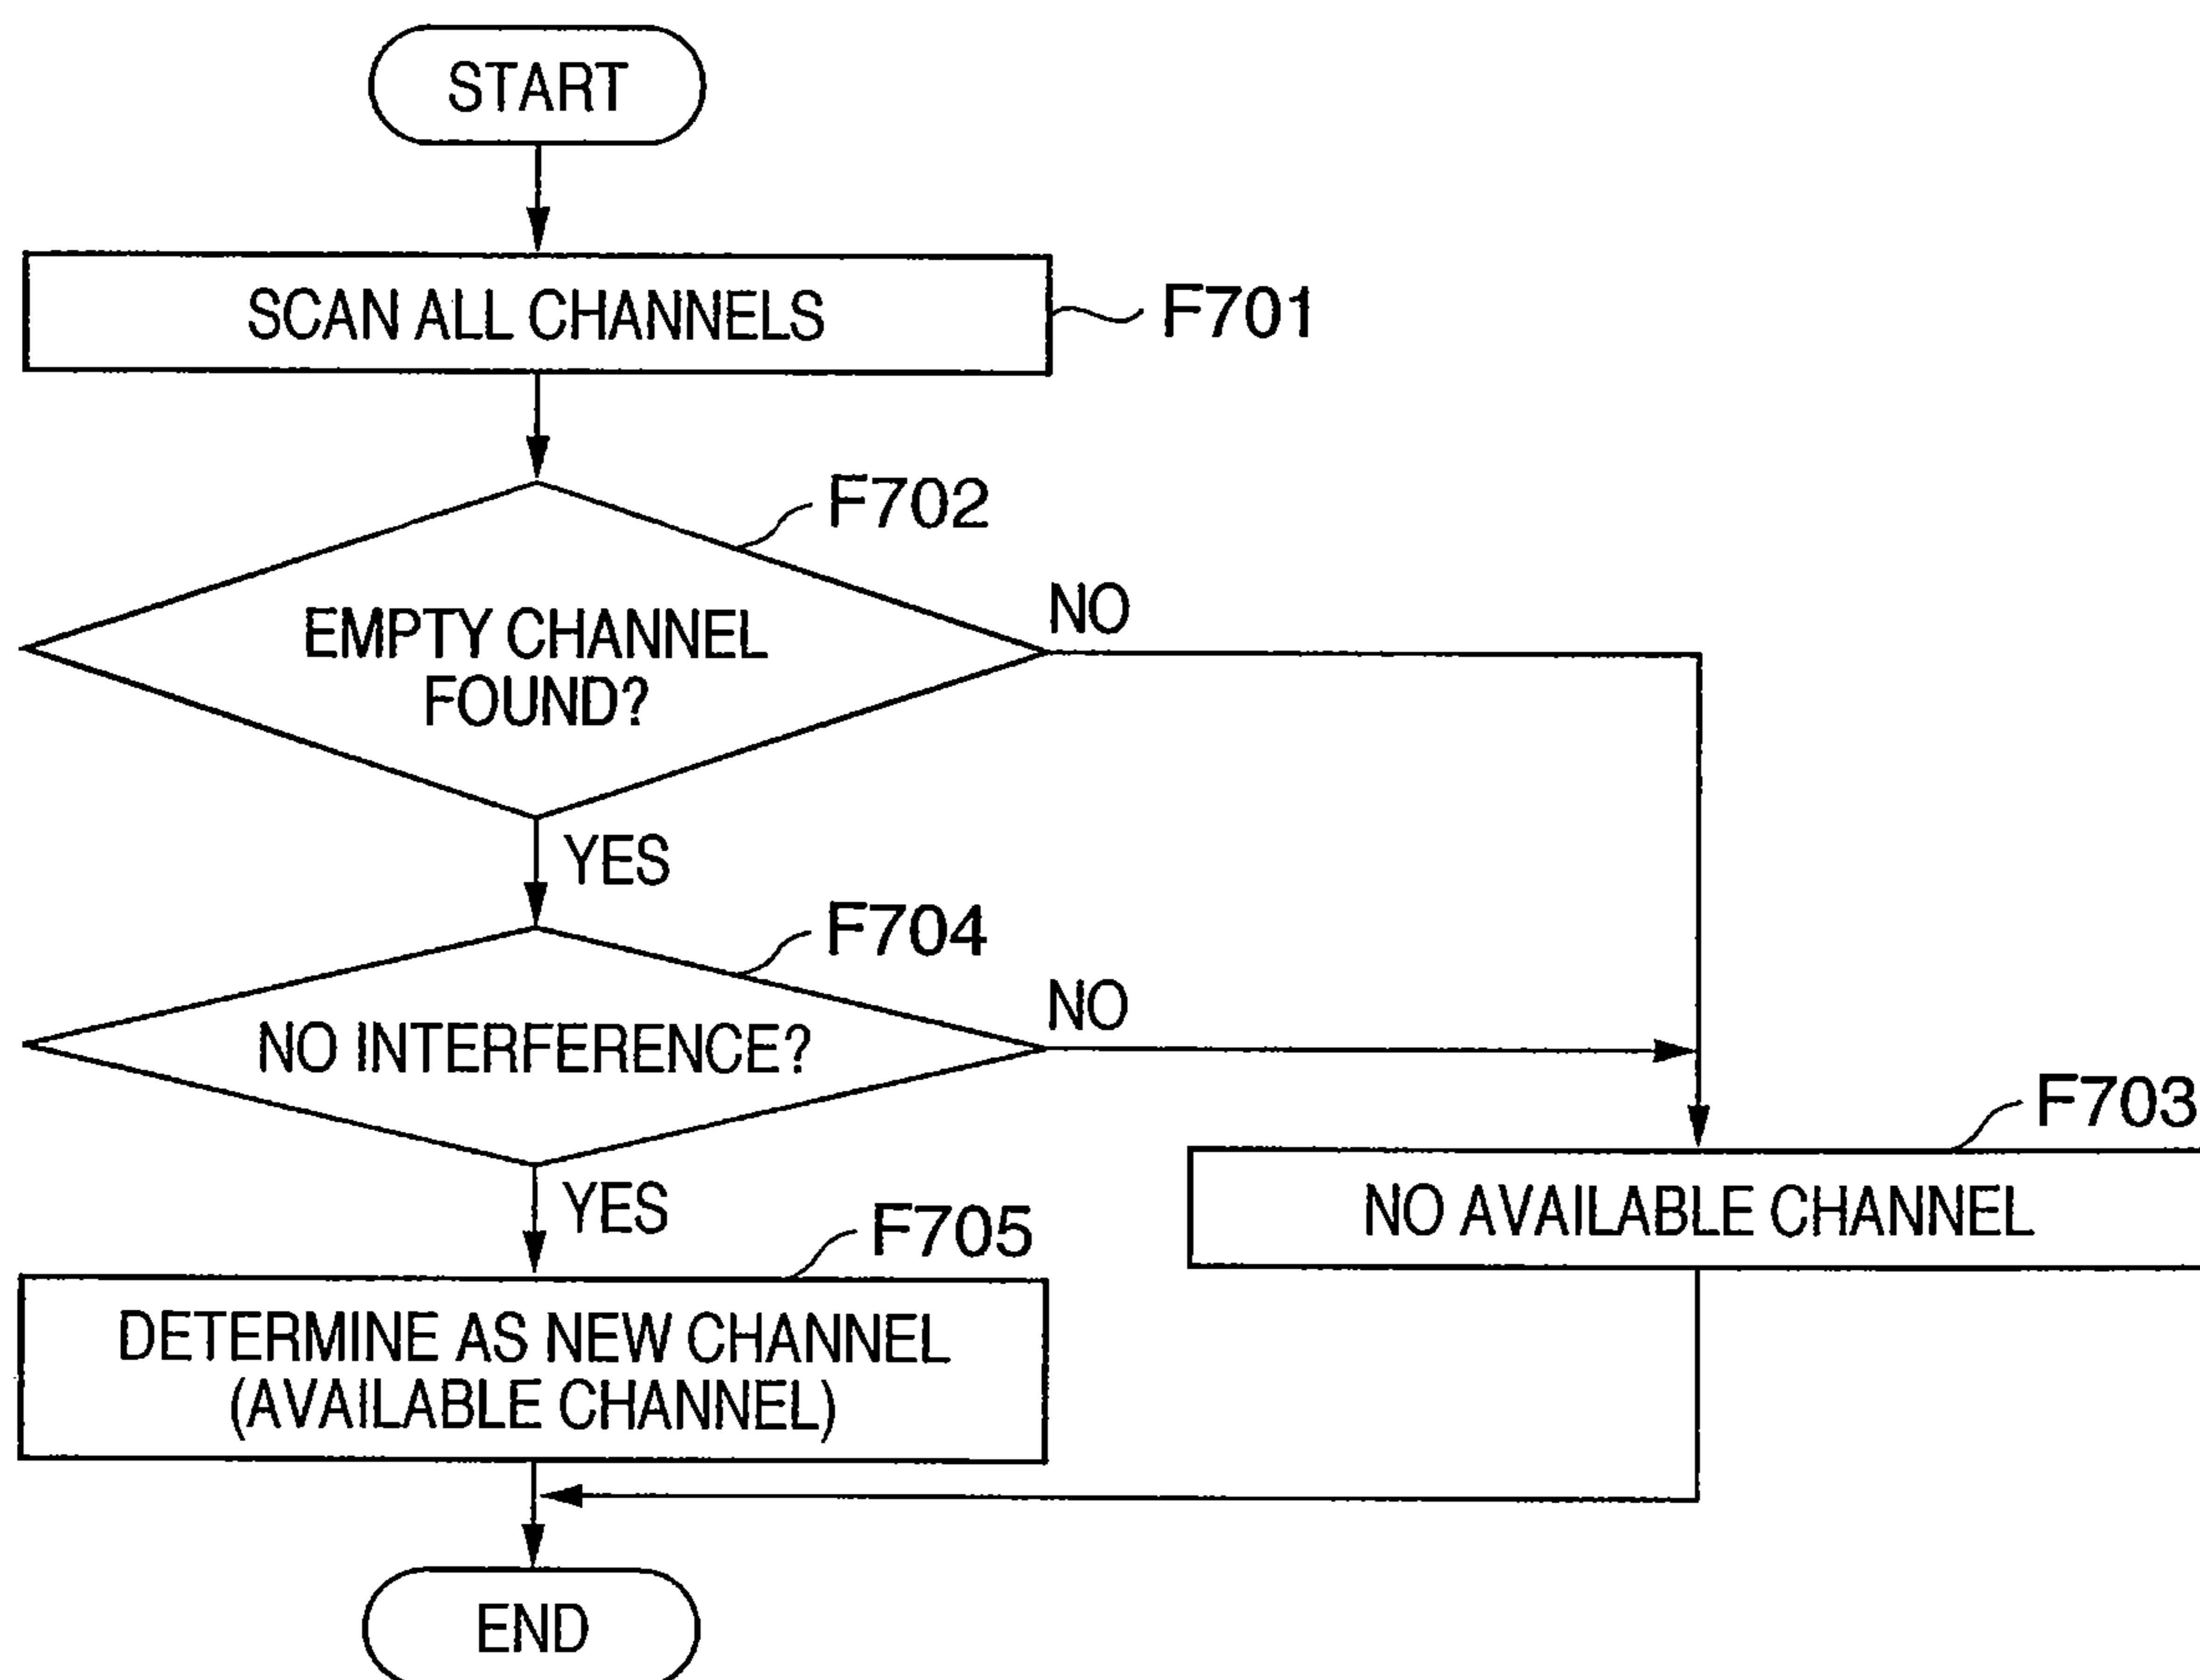 START
SCAN ALL CHANNELS
F701
F702
EMPTY CHANNEL
FOUND?
NO
YES
F704
NO INTERFERENCE?
NO
YES
F703
NO AVAILABLE CHANNEL
F705
DETERMINE AS NEW CHANNEL
(AVAILABLE CHANNEL)
END